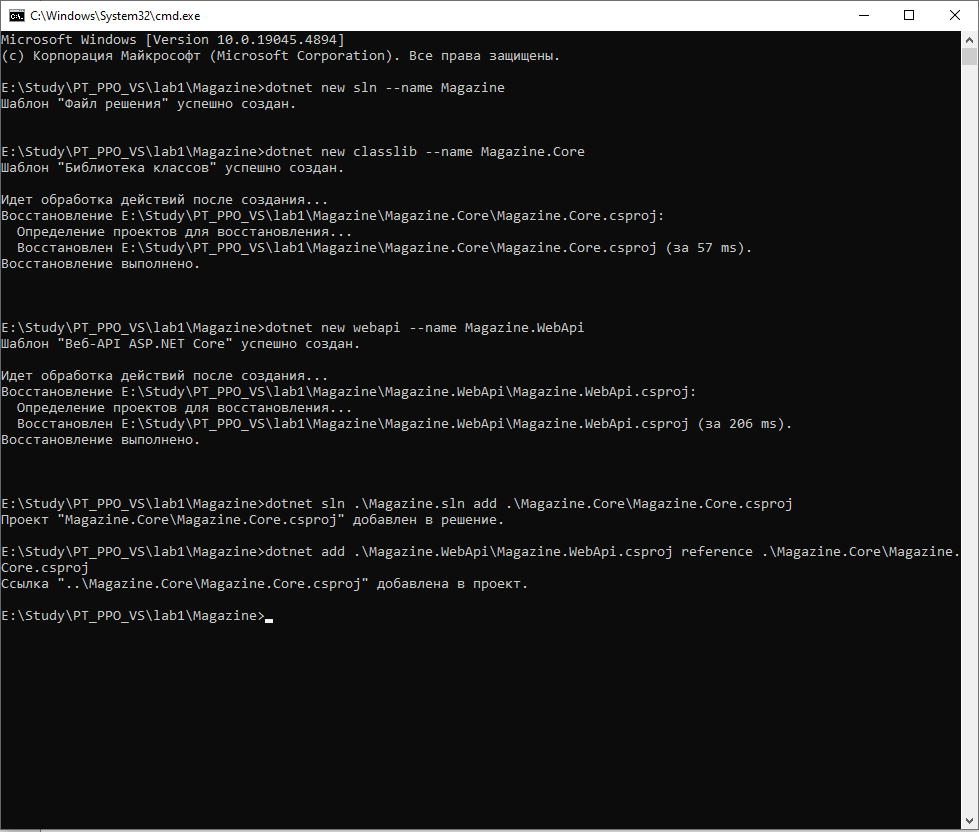 C:\Windows\System32\cmd.exe
Microsoft Windows [Version 10.0.19045.4894]
(c) Корпорация Майкрософт (Microsoft Corporation). Все права защищены.
E:\Study\PT_PPO_VS\lab1\Magazine>dotnet new sln --name Magazine
Шаблон "Файл решения" успешно создан.
E:\Study\PT_PPO_VS\lab1\Magazine>dotnet new classlib --name Magazine.Core
Шаблон "Библиотека классов" успешно создан.
Идет обработка действий после создания...
Восстановление E:\Study\PT_PPO_VS\lab1\Magazine\Magazine.Core\Magazine.Core.csproj:
  Определение проектов для восстановления...
  Восстановлен E:\Study\PT_PPO_VS\lab1\Magazine\Magazine.Core\Magazine.Core.csproj (за 57 ms).
Восстановление выполнено.
E:\Study\PT_PPO_VS\lab1\Magazine>dotnet new webapi --name Magazine.WebApi
Шаблон "Веб-API ASP.NET Core" успешно создан.
Идет обработка действий после создания...
Восстановление E:\Study\PT_PPO_VS\lab1\Magazine\Magazine.WebApi\Magazine.WebApi.csproj:
  Определение проектов для восстановления...
  Восстановлен E:\Study\PT_PPO_VS\lab1\Magazine\Magazine.WebApi\Magazine.WebApi.csproj (за 206 ms).
Восстановление выполнено.
E:\Study\PT_PPO_VS\lab1\Magazine>dotnet sln .\Magazine.sln add .\Magazine.Core\Magazine.Core.csproj
Проект "Magazine.Core\Magazine.Core.csproj" добавлен в решение.
E:\Study\PT_PPO_VS\lab1\Magazine>dotnet add .\Magazine.WebApi\Magazine.WebApi.csproj reference .\Magazine.Core\Magazine.
Core.csproj
Ссылка "..\Magazine.Core\Magazine.Core.csproj" добавлена в проект.
E:\Study\PT_PPO_VS\lab1\Magazine>